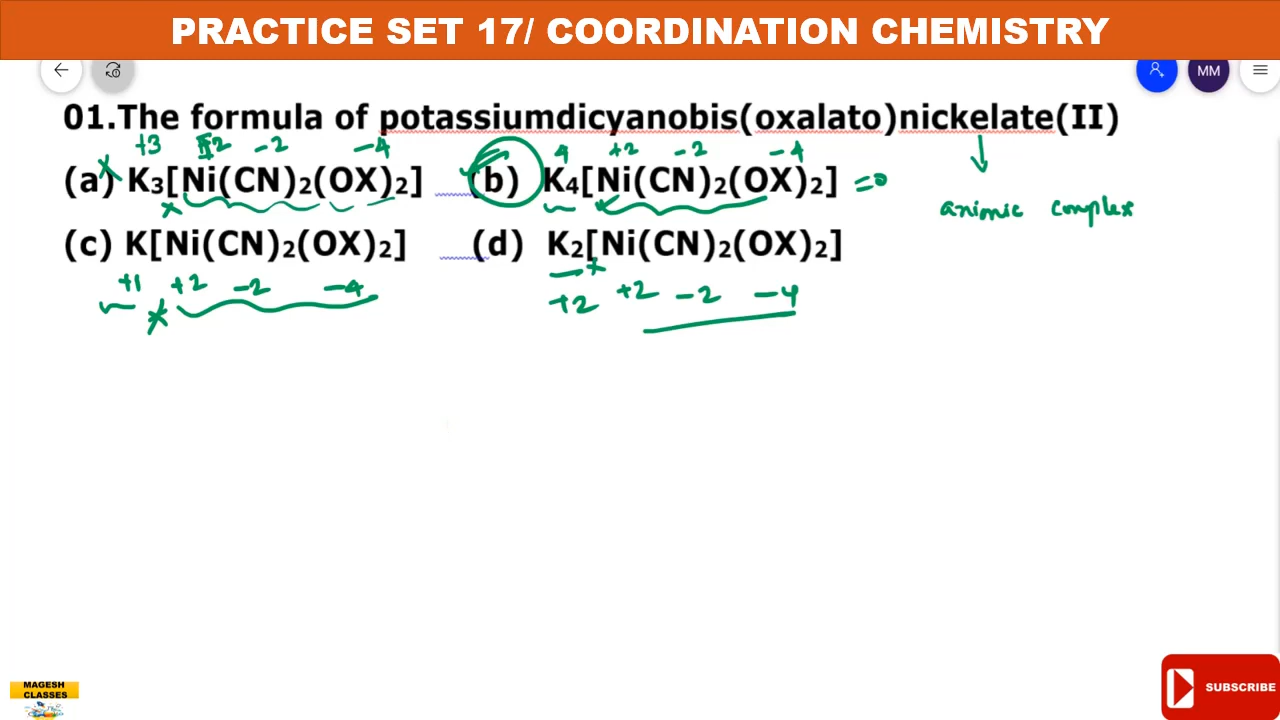 PRACTICE SET 17/ COORDINATION CHEMISTRY
MM
01.The formula of potassiumdicyanobis(oxalato)nickelate(II)
+3 +2 -2 -4 4 +2 -2 -4
(a) K₃[Ni(CN)₂(OX)₂] (b) K₄[Ni(CN)₂(OX)₂] =0
anionic complex
(c) K[Ni(CN)₂(OX)₂] (d) K₂[Ni(CN)₂(OX)₂]
+1 +2 -2 -4 +2 +2 -2 -4
MAGESH
CLASSES
SUBSCRIBE